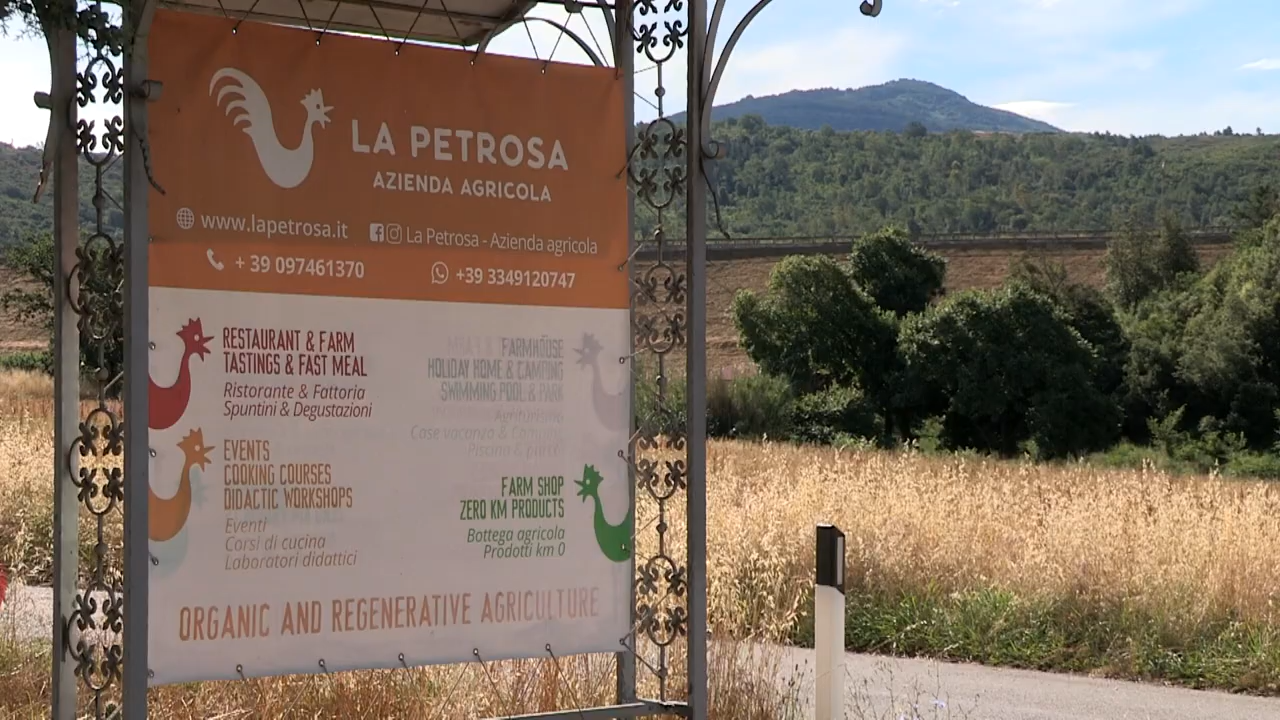 LA PETROSA
AZIENDA AGRICOLA
www.lapetrosa.it
La Petrosa - Azienda agricola
+ 39 097461370
+39 3349120747
RESTAURANT & FARM
TASTINGS & FAST MEAL
Ristorante & Fattoria
Spuntini & Degustazioni
EVENTS
COOKING COURSES
DIDACTIC WORKSHOPS
Eventi
Corsi di cucina
Laboratori didattici
FARMHOUSE
HOLIDAY HOME & CAMPING
SWIMMING POOL & PARK
Agriturismo
Case vacanza & Camping
Piscina & parco
FARM SHOP
ZERO KM PRODUCTS
Bottega agricola
Prodotti km 0
ORGANIC AND REGENERATIVE AGRICULTURE